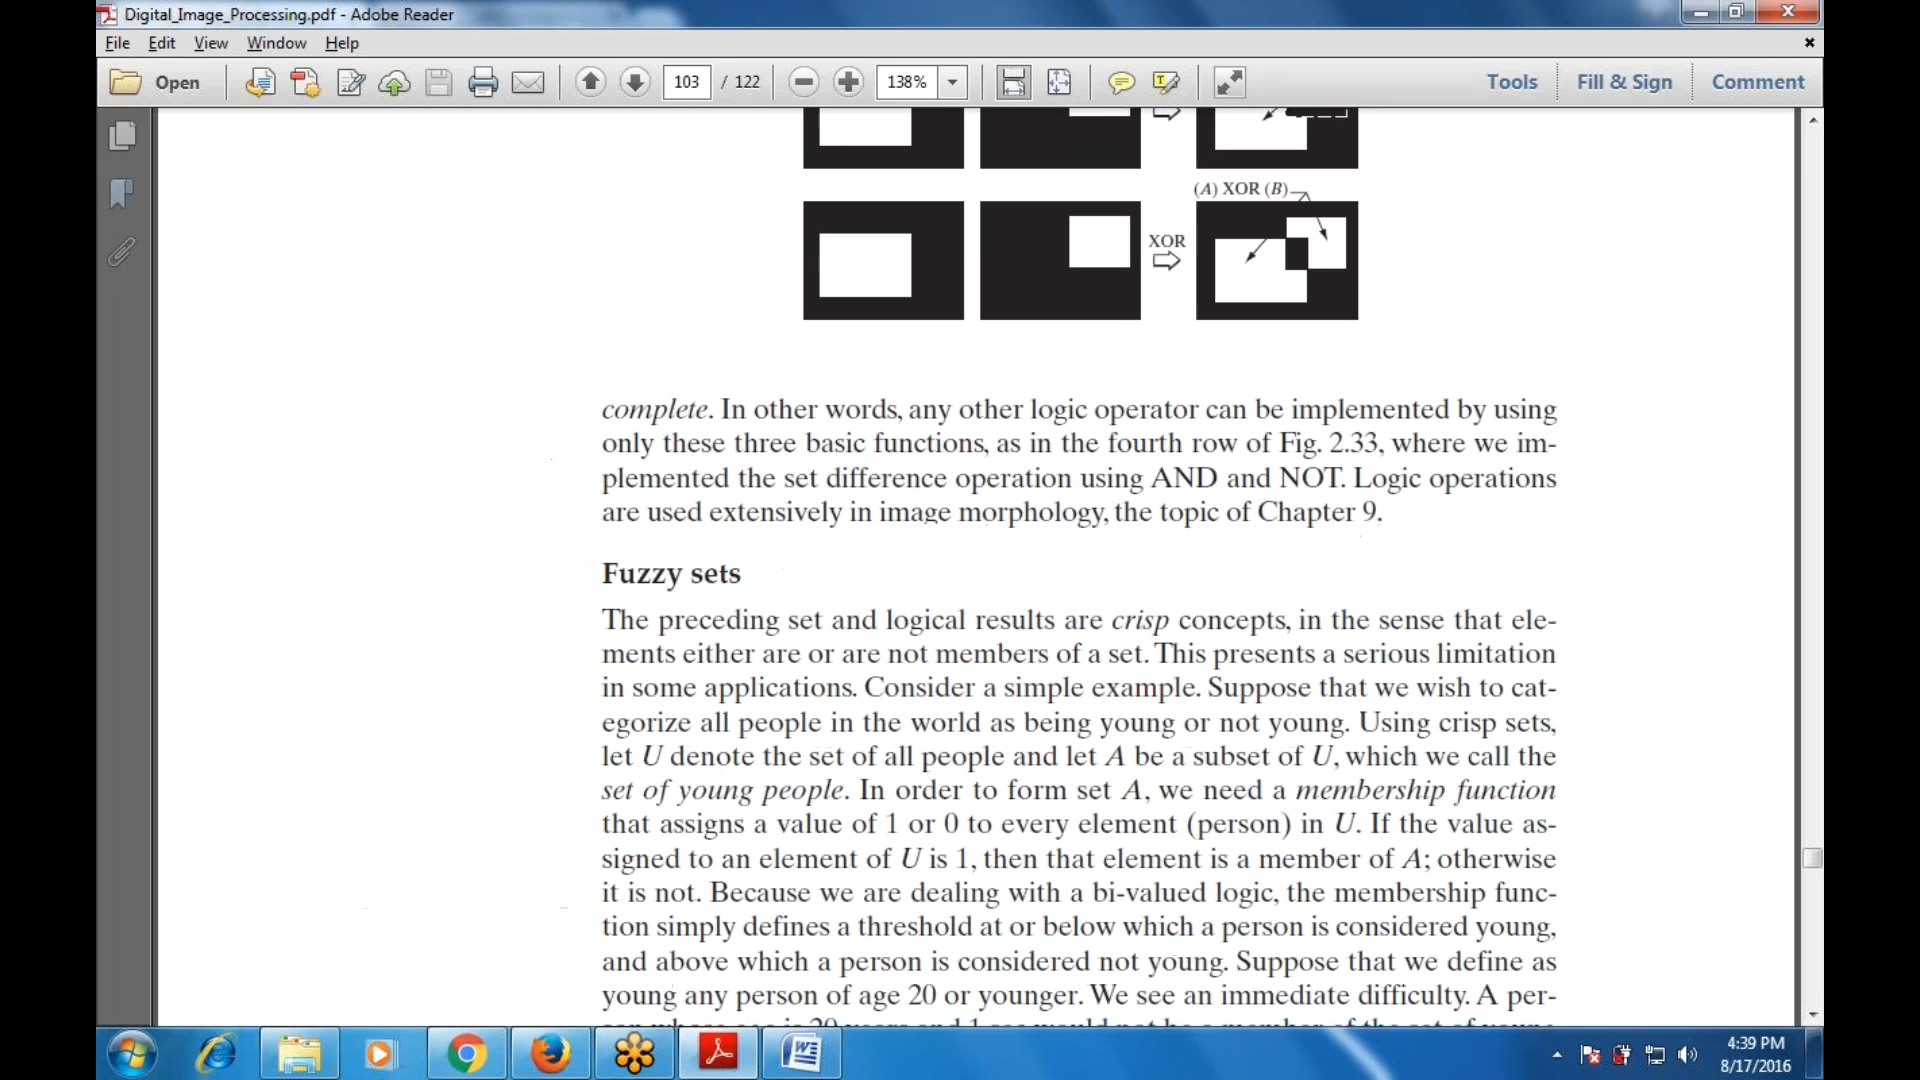 Digital_Image_Processing.pdf - Adobe Reader
File Edit View Window Help
Open 103 / 122 138% Tools Fill & Sign Comment
(A) XOR (B)
XOR
complete. In other words, any other logic operator can be implemented by using
only these three basic functions, as in the fourth row of Fig. 2.33, where we im-
plemented the set difference operation using AND and NOT. Logic operations
are used extensively in image morphology, the topic of Chapter 9.
Fuzzy sets
The preceding set and logical results are crisp concepts, in the sense that ele-
ments either are or are not members of a set. This presents a serious limitation
in some applications. Consider a simple example. Suppose that we wish to cat-
egorize all people in the world as being young or not young. Using crisp sets,
let U denote the set of all people and let A be a subset of U, which we call the
set of young people. In order to form set A, we need a membership function
that assigns a value of 1 or 0 to every element (person) in U. If the value as-
signed to an element of U is 1, then that element is a member of A; otherwise
it is not. Because we are dealing with a bi-valued logic, the membership func-
tion simply defines a threshold at or below which a person is considered young,
and above which a person is considered not young. Suppose that we define as
young any person of age 20 or younger. We see an immediate difficulty. A per-
4:39 PM
8/17/2016